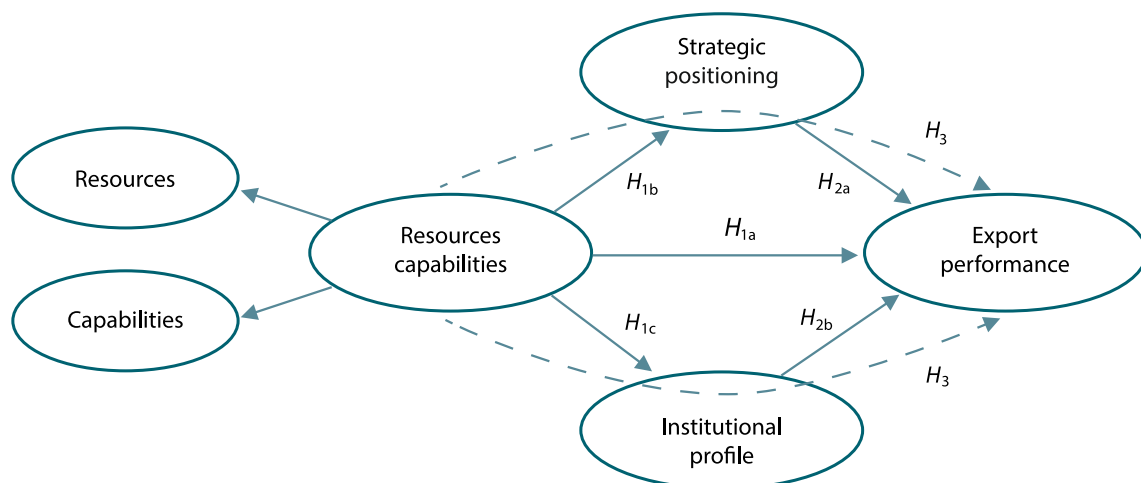 Strategic
positioning
H3
Resources
H1b
H2a
H1a
Resources
capabilities
Export
performance
Capabilities
H1c
H2b
H3
Institutional
profile